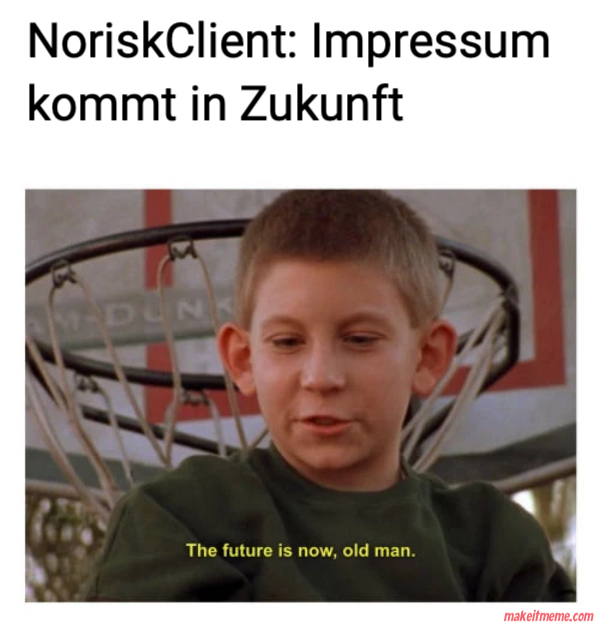 NoriskClient: Impressum
kommt in Zukunft
The future is now, old man.
makeitmeme.com